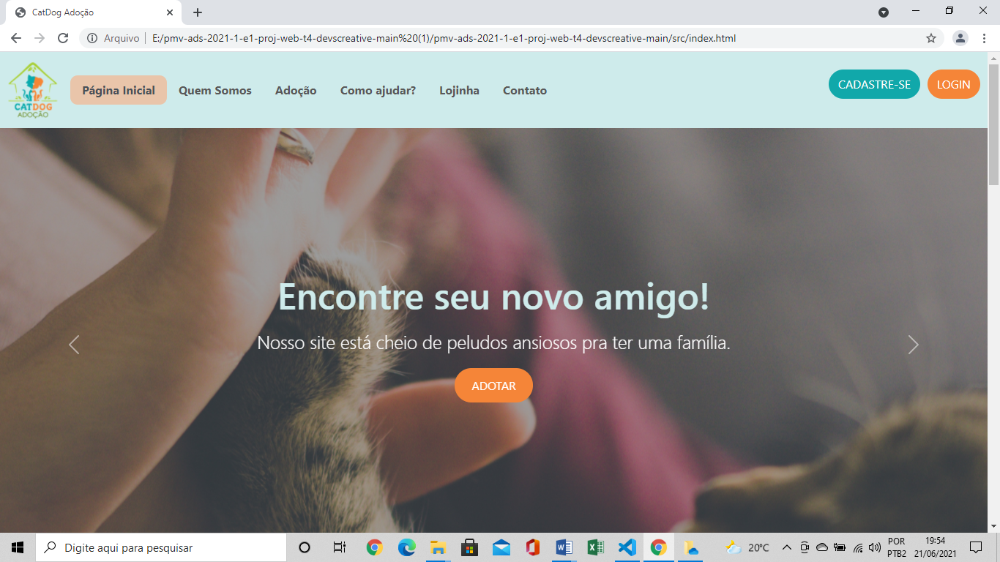 CatDog Adoção
Arquivo
E:/pmv-ads-2021-1-e1-proj-web-t4-devscreative-main%20(1)/pmv-ads-2021-1-e1-proj-web-t4-devscreative-main/src/index.html
CATDOG
ADOÇÃO
Página Inicial
Quem Somos
Adoção
Como ajudar?
Lojinha
Contato
CADASTRE-SE
LOGIN
Encontre seu novo amigo!
Nosso site está cheio de peludos ansiosos pra ter uma família.
ADOTAR
Digite aqui para pesquisar
20°C
POR
PTB2
19:54
21/06/2021